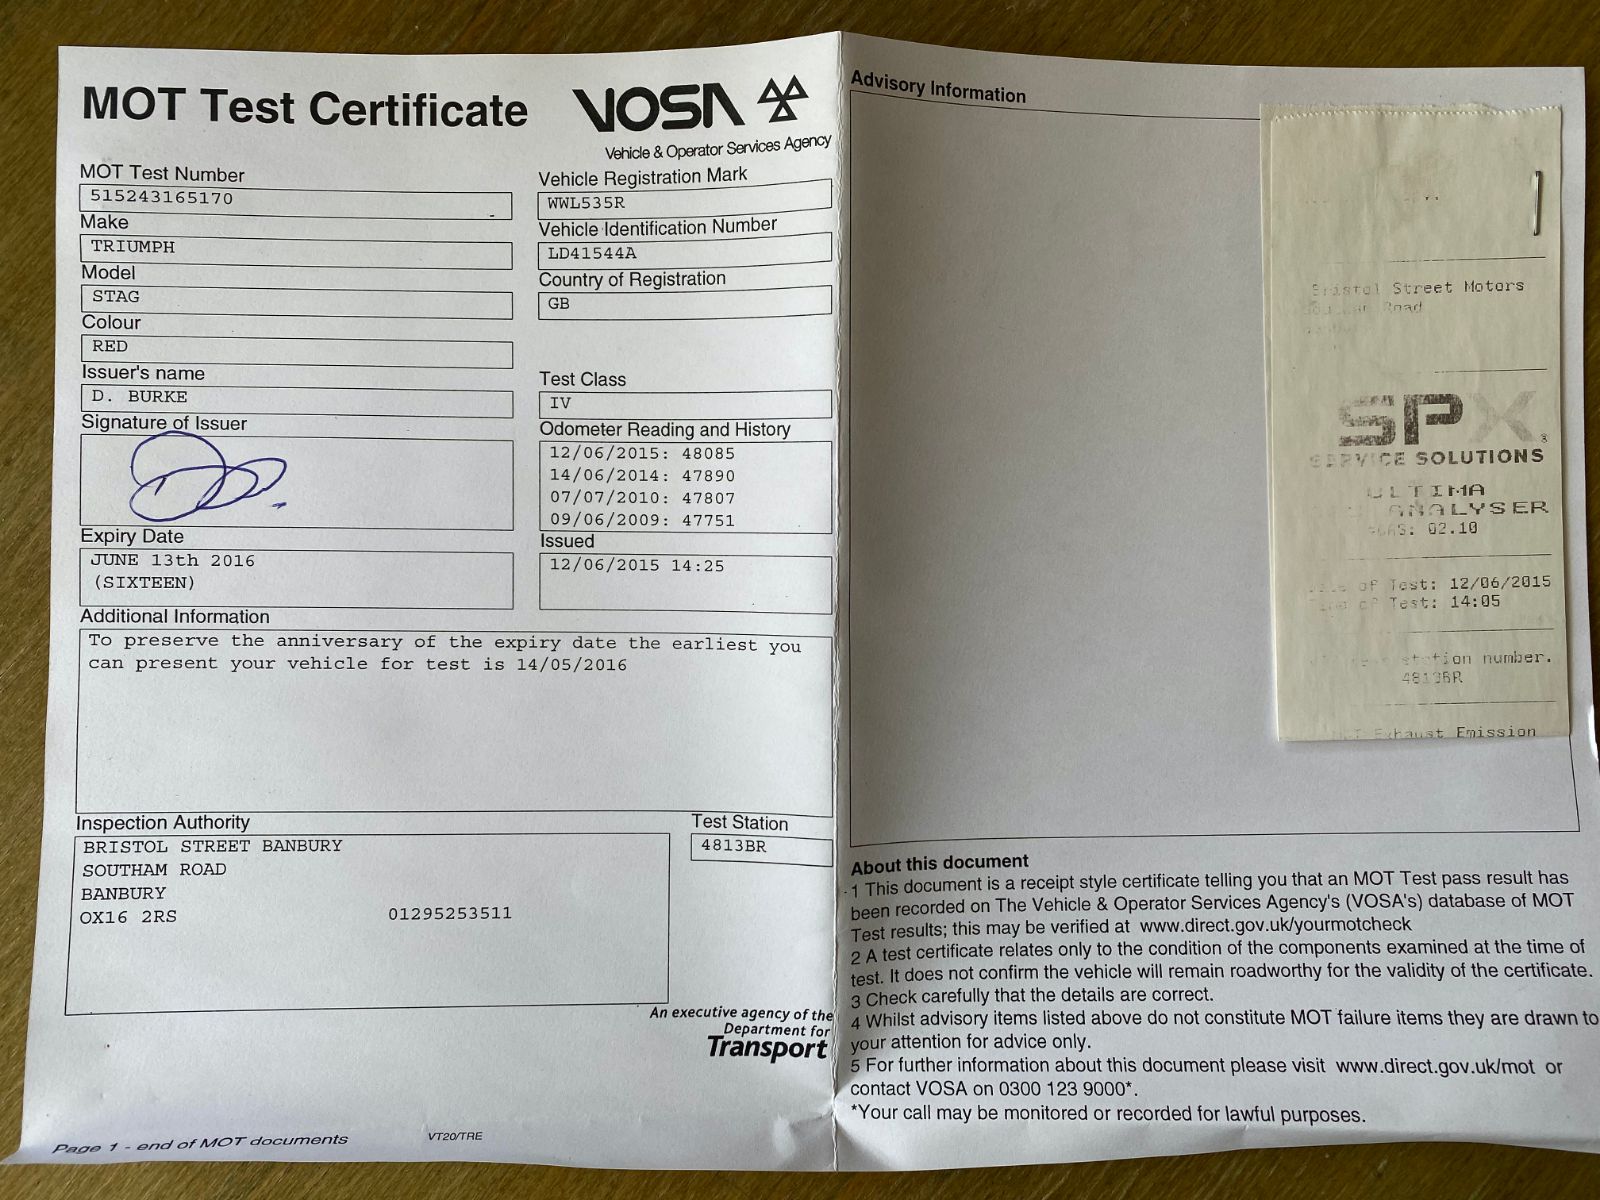 MOT Test Certificate
VOSA
Vehicle & Operator Services Agency
MOT Test Number
515243165170
Make
TRIUMPH
Model
STAG
Colour
RED
Issuer's name
D. BURKE
Signature of Issuer
Expiry Date
JUNE 13th 2016
(SIXTEEN)
Vehicle Registration Mark
WWL535R
Vehicle Identification Number
LD41544A
Country of Registration
GB
Test Class
IV
Odometer Reading and History
12/06/2015: 48085
14/06/2014: 47890
07/07/2010: 47807
09/06/2009: 47751
Issued
12/06/2015 14:25
Additional Information
To preserve the anniversary of the expiry date the earliest you
can present your vehicle for test is 14/05/2016
Inspection Authority
BRISTOL STREET BANBURY
SOUTHAM ROAD
BANBURY
OX16 2RS 01295253511
Test Station
4813BR
An executive agency of the
Department for
Transport
Page 1 - end of MOT documents
VT20/TRE
Advisory Information
Bristol Street Motors
Road
SPX
SERVICE SOLUTIONS
ULTIMA
ANALYSER
02.10
of Test: 12/06/2015
of Test: 14:05
station number.
4813BR
Exhaust Emission
About this document
1 This document is a receipt style certificate telling you that an MOT Test pass result has
been recorded on The Vehicle & Operator Services Agency's (VOSA's) database of MOT
Test results; this may be verified at www.direct.gov.uk/yourmotcheck
2 A test certificate relates only to the condition of the components examined at the time of
test. It does not confirm the vehicle will remain roadworthy for the validity of the certificate.
3 Check carefully that the details are correct.
4 Whilst advisory items listed above do not constitute MOT failure items they are drawn to
your attention for advice only.
5 For further information about this document please visit www.direct.gov.uk/mot or
contact VOSA on 0300 123 9000*.
*Your call may be monitored or recorded for lawful purposes.